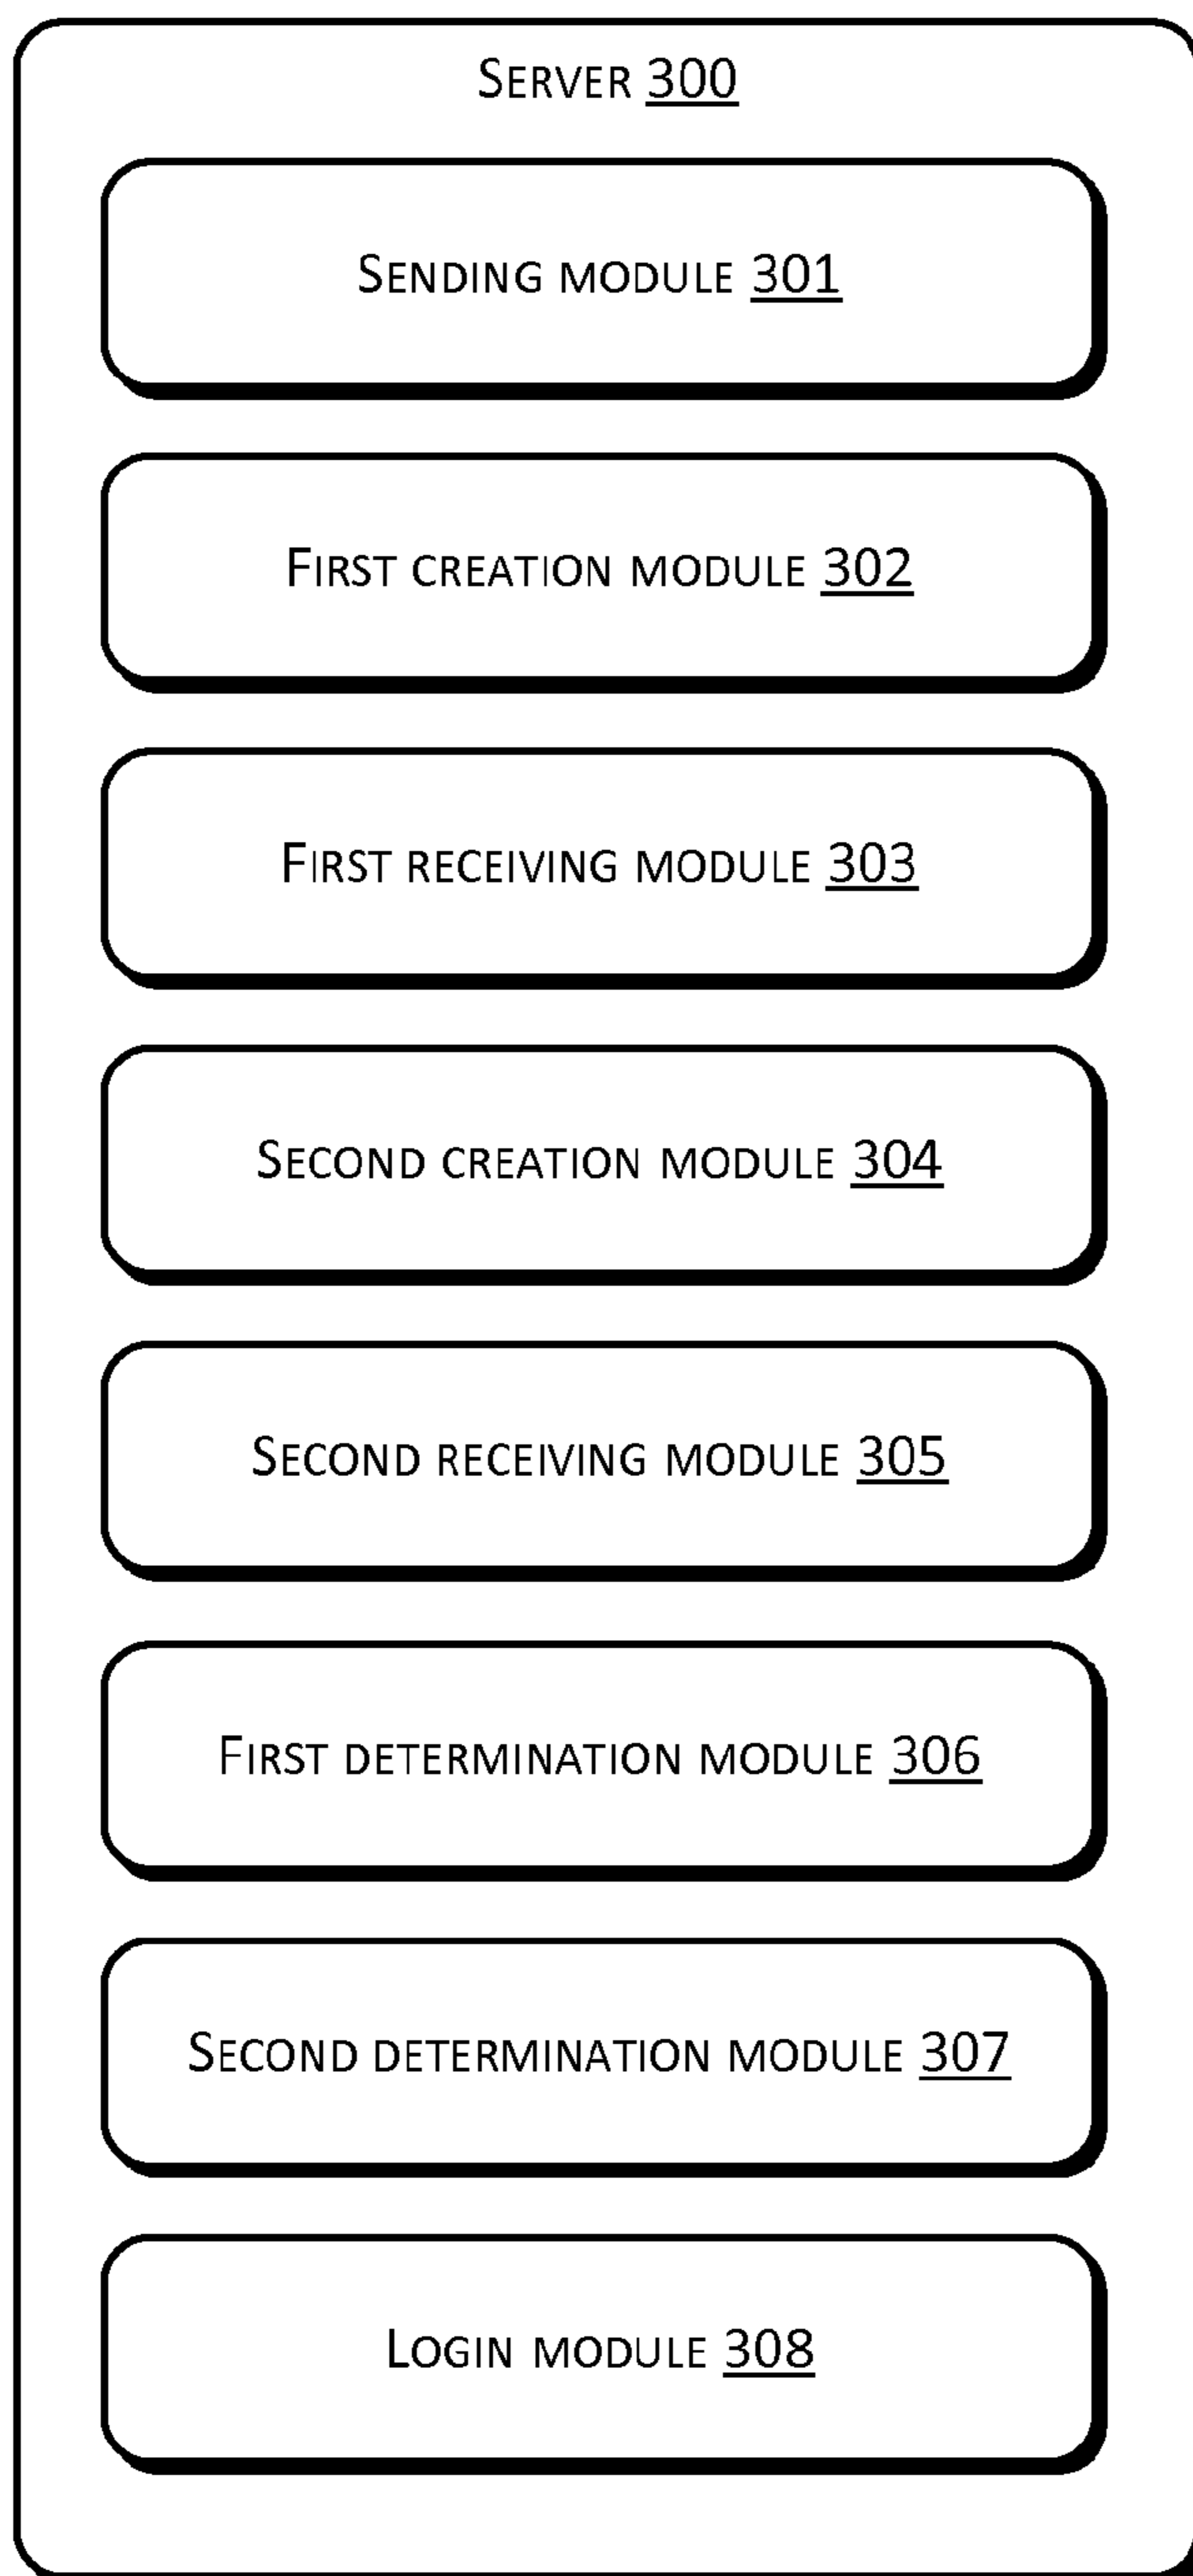 SERVER 300
SENDING MODULE 301
FIRST CREATION MODULE 302
FIRST RECEIVING MODULE 303
SECOND CREATION MODULE 304
SECOND RECEIVING MODULE 305
FIRST DETERMINATION MODULE 306
SECOND DETERMINATION MODULE 307
LOGIN MODULE 308